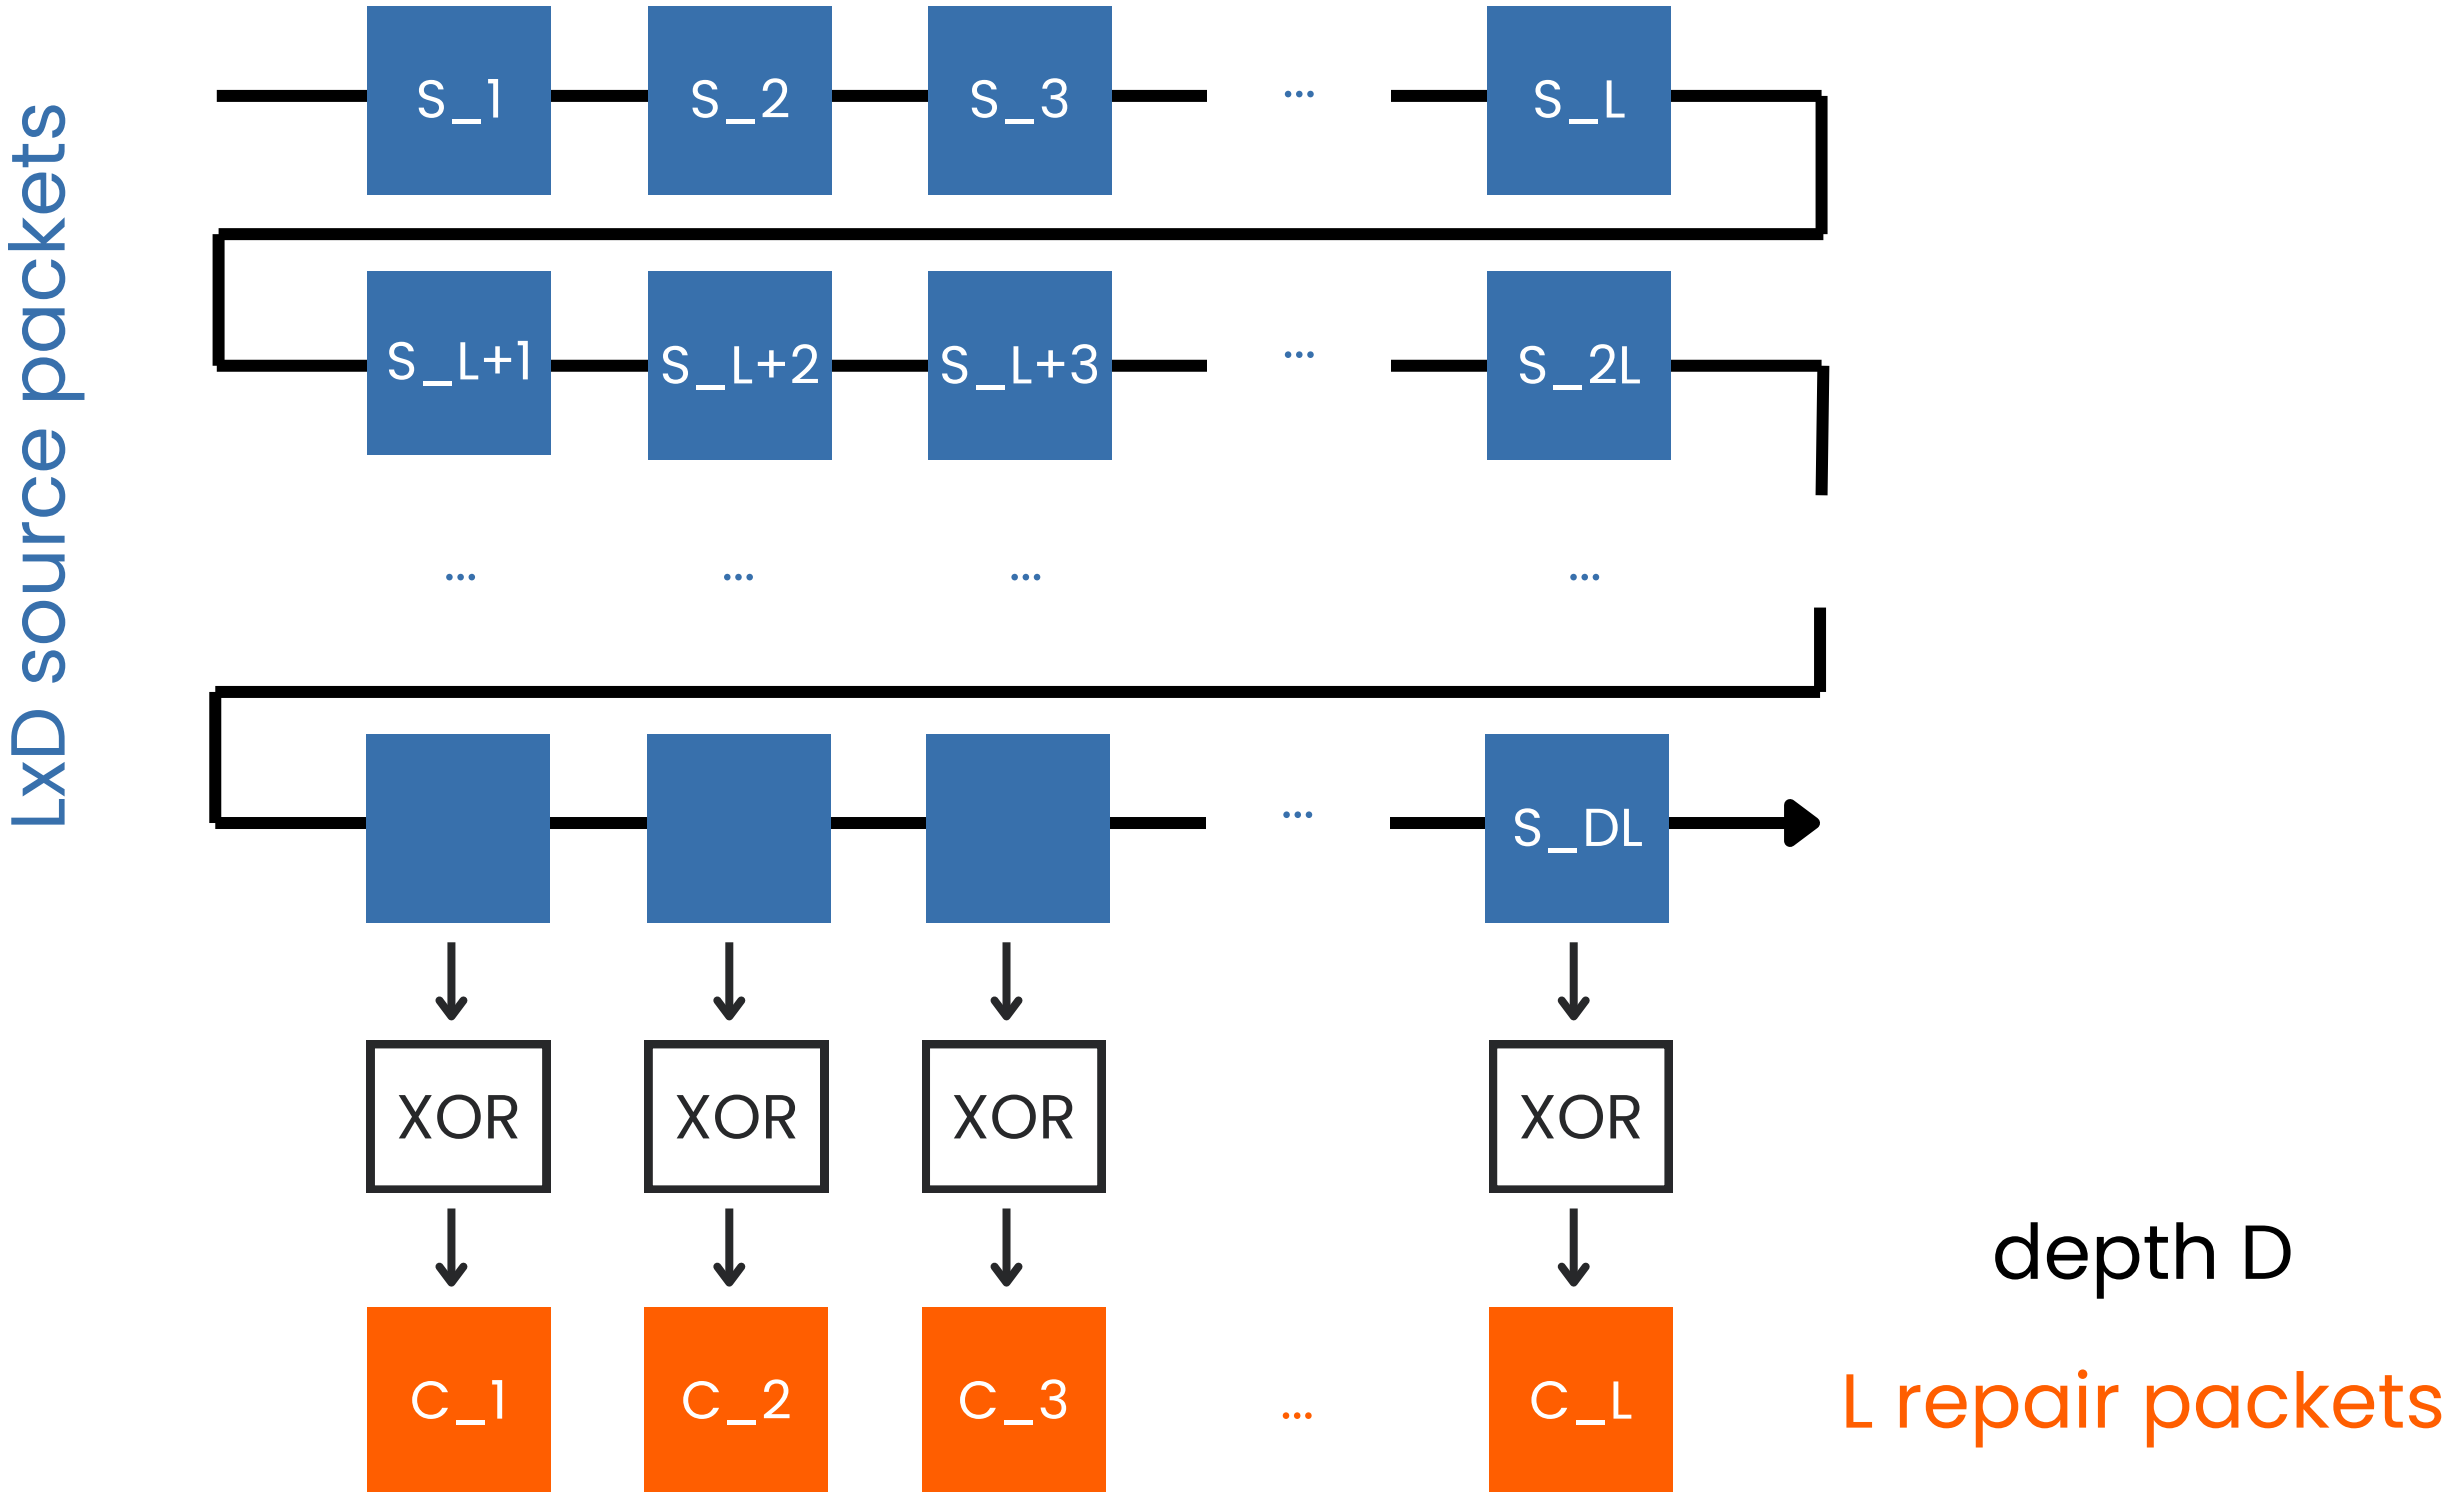 LxD source packets
S_1 S_2 S_3 ... S_L
S_L+1 S_L+2 S_L+3 ... S_2L
... ... ... ...
... S_DL
XOR XOR XOR XOR
depth D
C_1 C_2 C_3 ... C_L
L repair packets